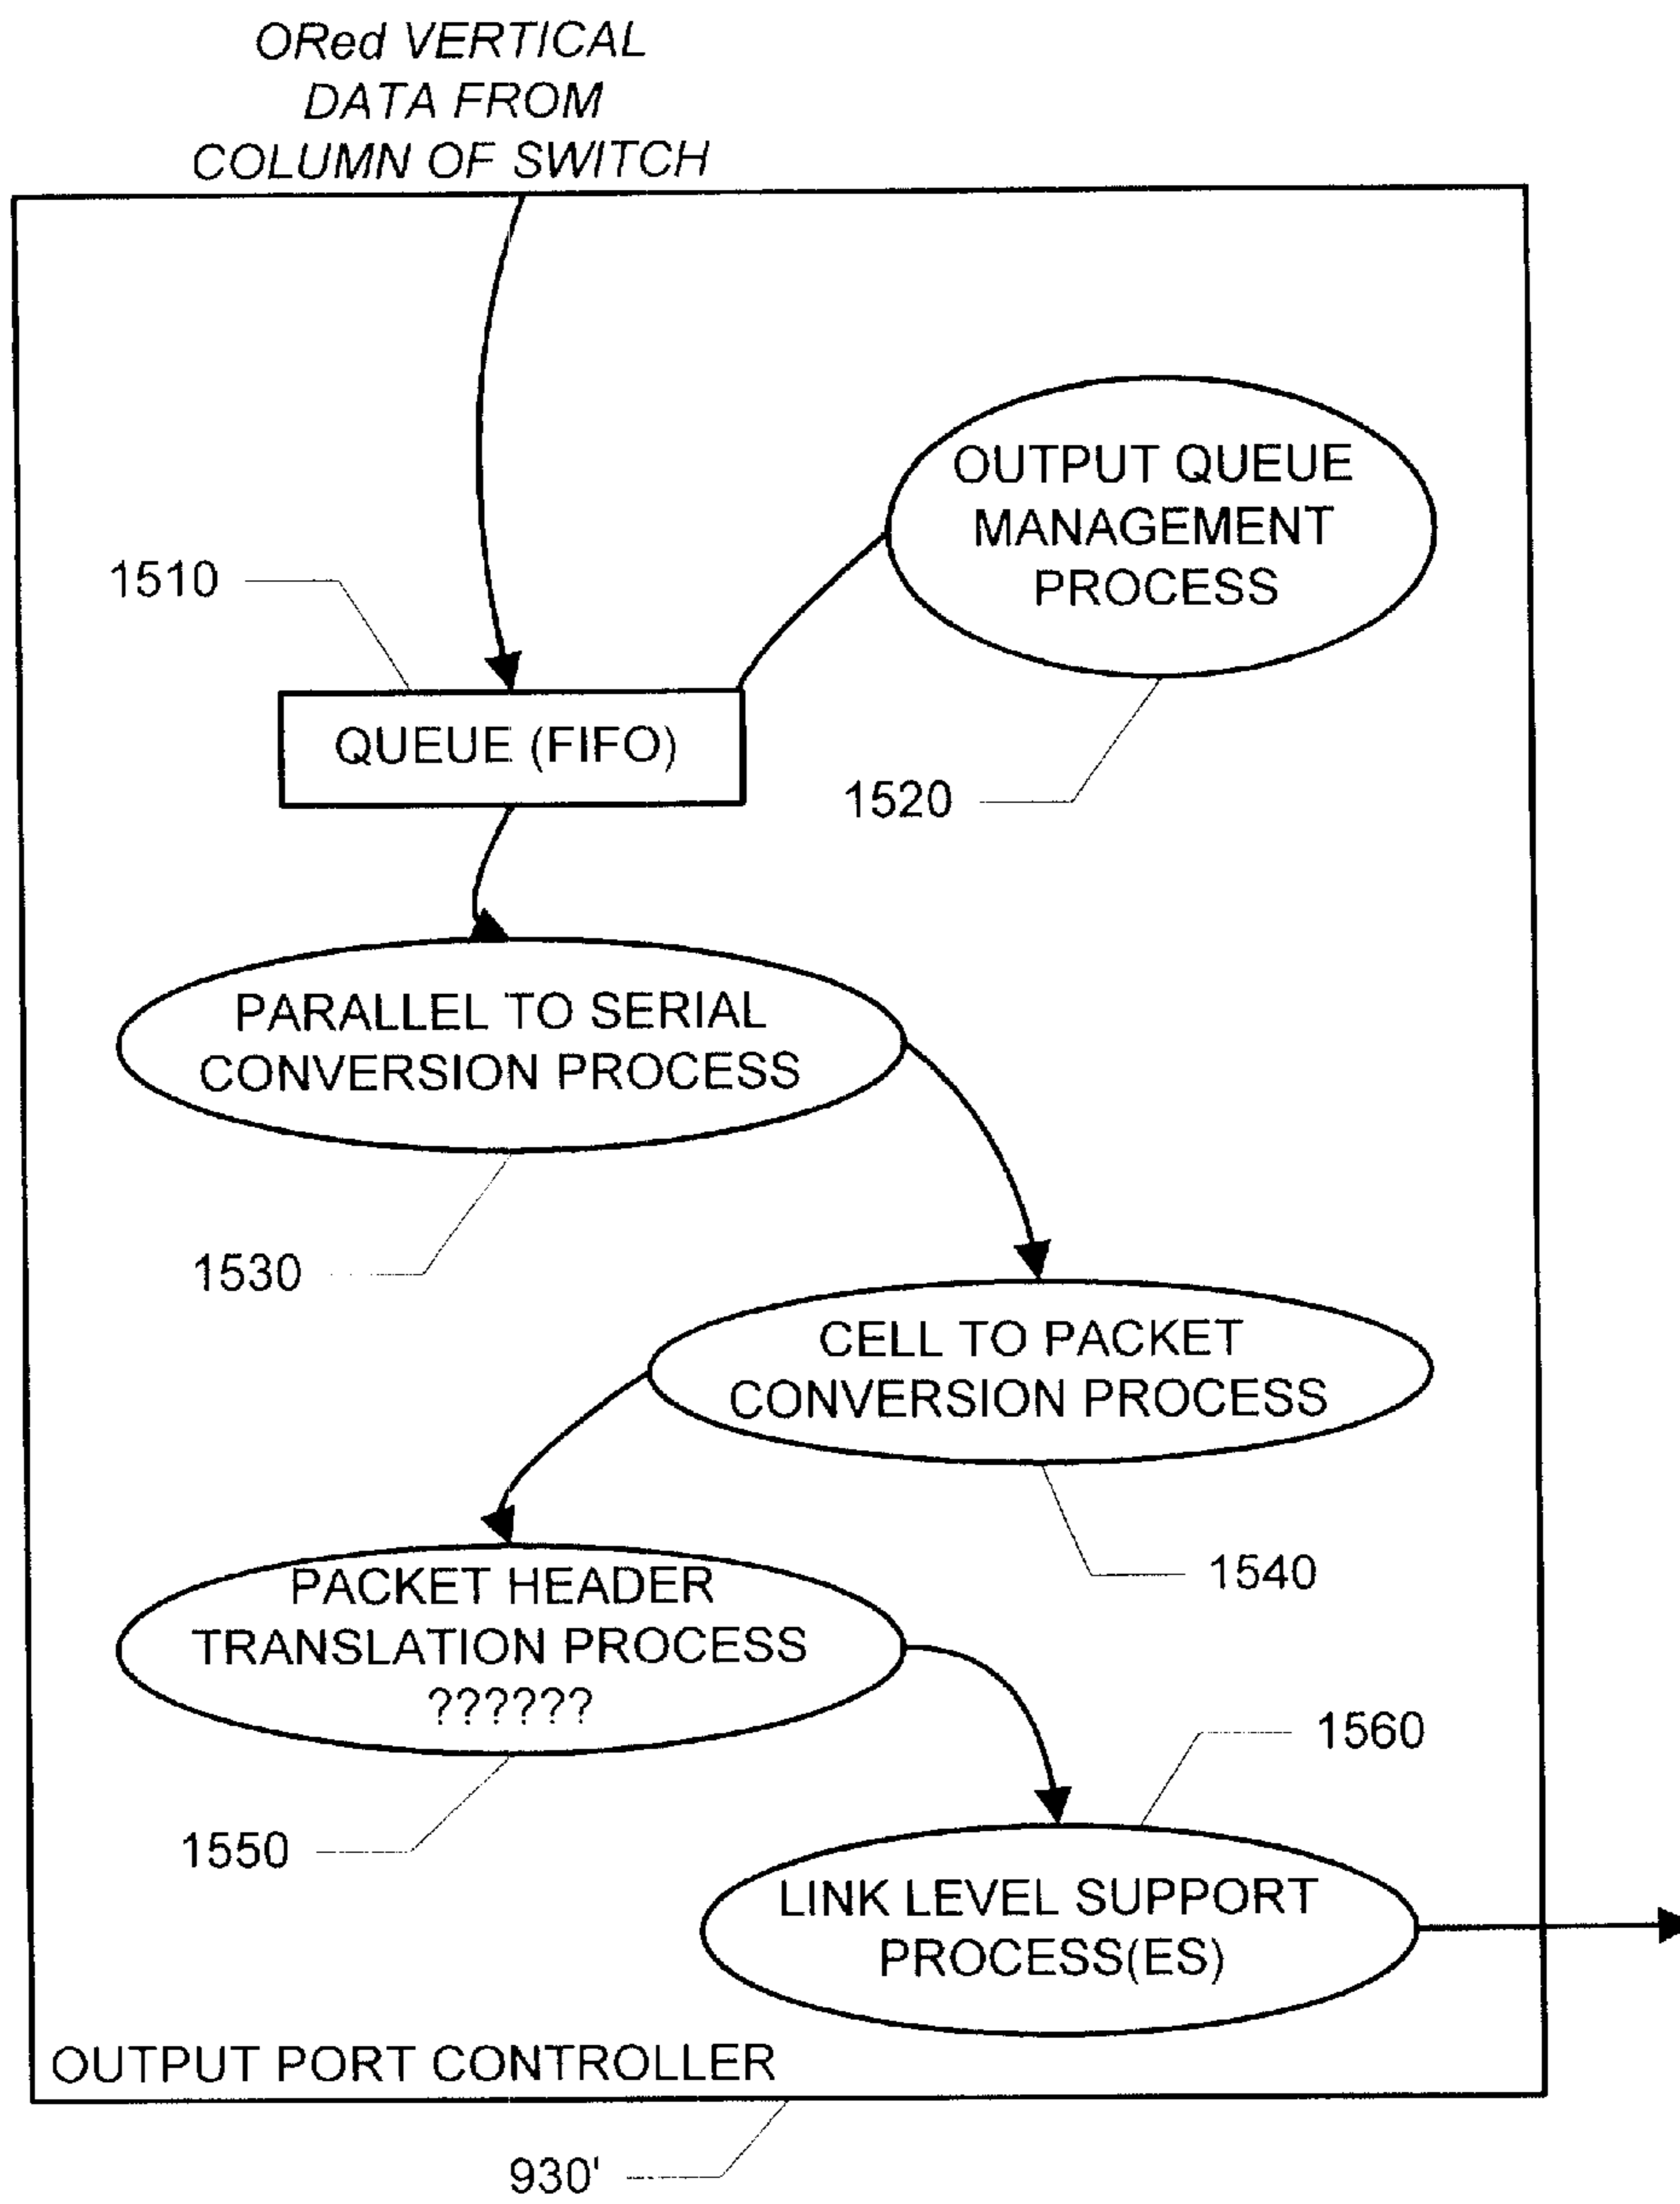 ORed VERTICAL
DATA FROM
COLUMN OF SWITCH
OUTPUT QUEUE
MANAGEMENT
PROCESS
1510
QUEUE (FIFO)
1520
PARALLEL TO SERIAL
CONVERSION PROCESS
1530
CELL TO PACKET
CONVERSION PROCESS
1540
PACKET HEADER
TRANSLATION PROCESS
??????
1560
1550
LINK LEVEL SUPPORT
PROCESS(ES)
OUTPUT PORT CONTROLLER
930'